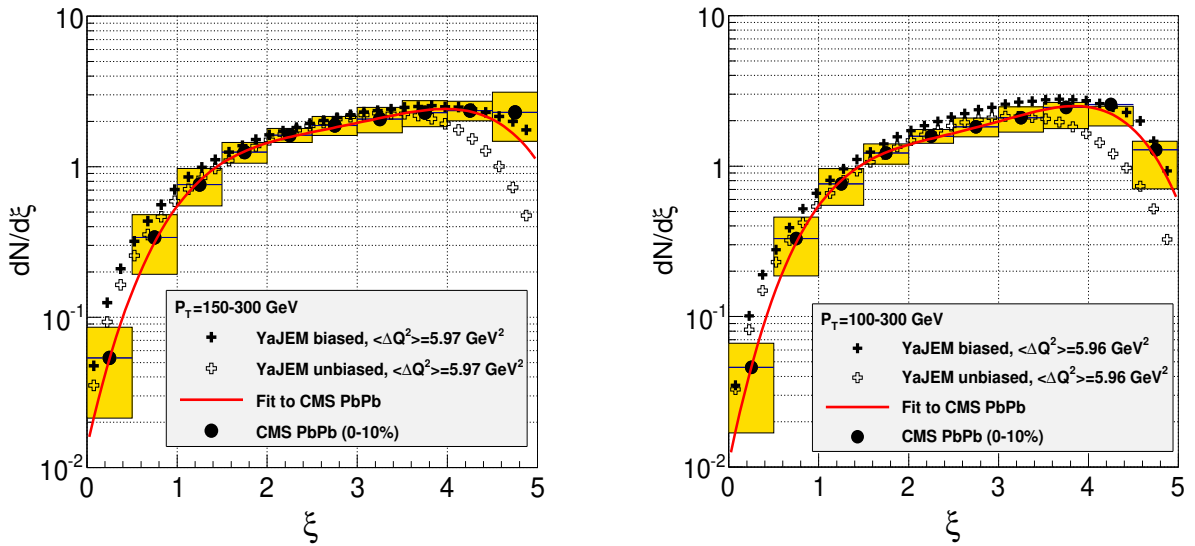 10
1
10^-1
10^-2
dN/dξ
P_T=150-300 GeV
YaJEM biased, <ΔQ^2>=5.97 GeV^2
YaJEM unbiased, <ΔQ^2>=5.97 GeV^2
Fit to CMS PbPb
CMS PbPb (0-10%)
0 1 2 3 4 5
ξ
10
1
10^-1
10^-2
dN/dξ
P_T=100-300 GeV
YaJEM biased, <ΔQ^2>=5.96 GeV^2
YaJEM unbiased, <ΔQ^2>=5.96 GeV^2
Fit to CMS PbPb
CMS PbPb (0-10%)
0 1 2 3 4 5
ξ